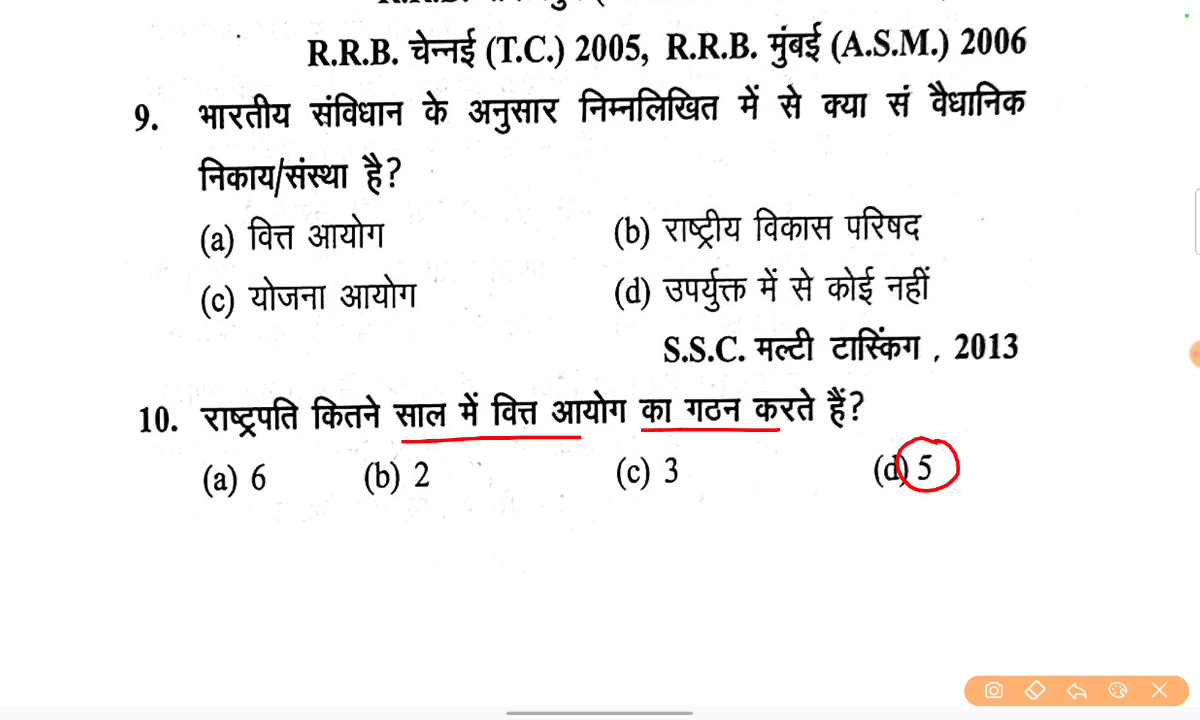 R.R.B. चेन्नई (T.C.) 2005, R.R.B. मुंबई (A.S.M.) 2006
9. भारतीय संविधान के अनुसार निम्नलिखित में से क्या सं वैधानिक
निकाय/संस्था है?
(a) वित्त आयोग (b) राष्ट्रीय विकास परिषद
(c) योजना आयोग (d) उपर्युक्त में से कोई नहीं
S.S.C. मल्टी टास्किंग , 2013
10. राष्ट्रपति कितने साल में वित्त आयोग का गठन करते हैं?
(a) 6 (b) 2 (c) 3 (d) 5